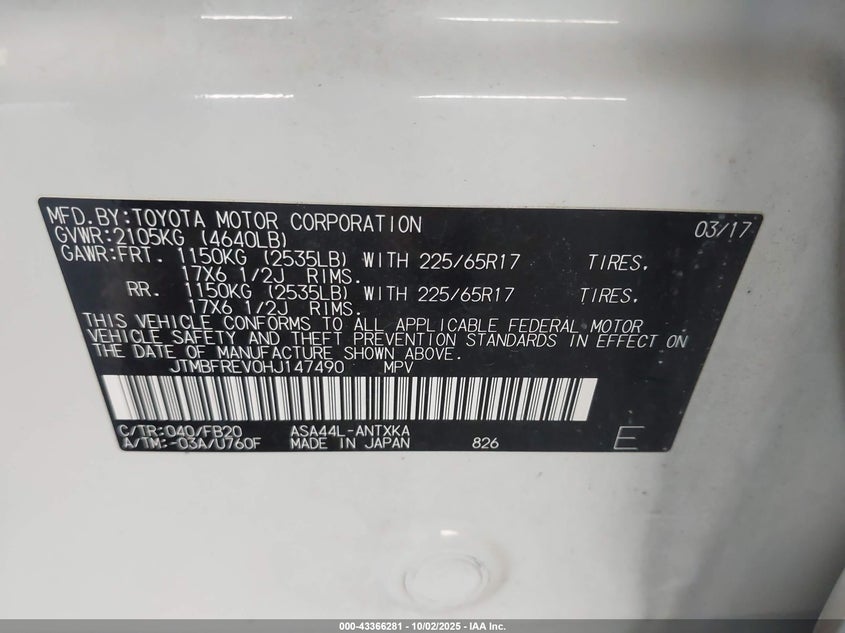 MFD.BY:TOYOTA MOTOR CORPORATION 03/17
GVWR:2105KG (4640LB)
GAWR:FRT. 1150KG (2535LB) WITH 225/65R17 TIRES,
17X6 1/2J RIMS.
RR. 1150KG (2535LB) WITH 225/65R17 TIRES,
17X6 1/2J RIMS.
THIS VEHICLE CONFORMS TO ALL APPLICABLE FEDERAL MOTOR
VEHICLE SAFETY AND THEFT PREVENTION STANDARDS IN EFFECT ON
THE DATE OF MANUFACTURE SHOWN ABOVE.
JTMBFREV0HJ147490 MPV
C/TR:040/FB20 ASA44L-ANTXKA
A/TM:-03A/U760F MADE IN JAPAN 826 E
000-43366281 - 10/02/2025 - IAA Inc.